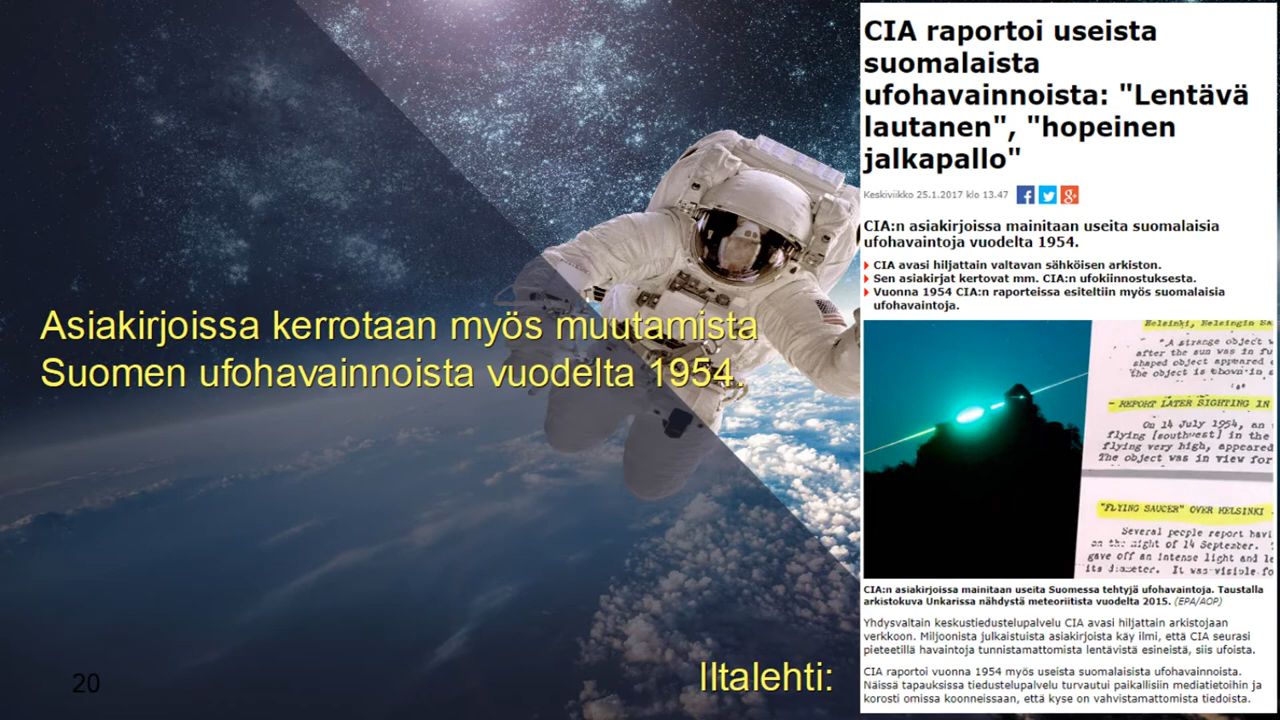 Asiakirjoissa kerrotaan myös muutamista
Suomen ufohavainnoista vuodelta 1954.
20
Iltalehti:
CIA raportoi useista
suomalaista
ufohavainnoista: "Lentävä
lautanen", "hopeinen
jalkapallo"
Keskiviikko 25.1.2017 klo 13.47
CIA:n asiakirjoissa mainitaan useita suomalaisia
ufohavaintoja vuodelta 1954.
CIA avasi hiljattain valtavan sähköisen arkiston.
Sen asiakirjat kertovat mm. CIA:n ufokiinnostuksesta.
Vuonna 1954 CIA:n raporteissa esiteltiin myös suomalaisia
ufohavaintoja.
Helsinki, Helsingin
"A strange object
after the sun was in fu
shaped object appeared
the object is shown in
- REPORT LATER SIGHTING IN
On 14 July 1954, an
flying [southwest] in the
flying very high, appeared
The object was in view for
"FLYING SAUCER" OVER HELSINKI
Several people report havi
on the night of 14 September.
gave off an intense light and le
its diameter. It was visible fo
CIA:n asiakirjoissa mainitaan useita Suomessa tehtyjä ufohavaintoja. Taustalla
arkistokuva Unkarissa nähdystä meteoriitista vuodelta 2015. (EPA/AOP)
Yhdysvaltain keskustiedustelupalvelu CIA avasi hiljattain arkistojaan
verkkoon. Miljoonista julkaistuista asiakirjoista käy ilmi, että CIA seurasi
pieteetillä havaintoja tunnistamattomista lentävistä esineistä, siis ufoista.
CIA raportoi vuonna 1954 myös useista suomalaisista ufohavainnoista.
Näissä tapauksissa tiedustelupalvelu turvautui paikallisiin mediatietoihin ja
korosti omissa koonneissaan, että kyse on vahvistamattomista tiedoista.